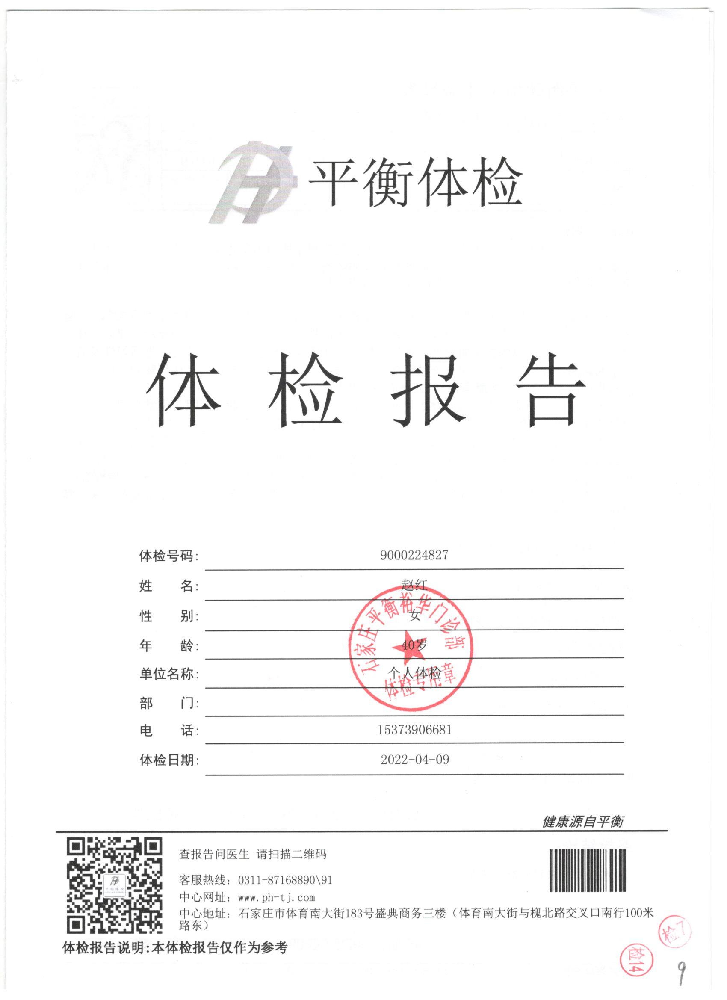 平衡体检
体检报告
体检号码: 9000224827
姓 名: 赵红
性 别: 女
年 龄: 40岁
单位名称: 个人体检
部 门:
电 话: 15373906681
体检日期: 2022-04-09
石家庄平衡裕华门诊部
体检专用章
健康源自平衡
查报告问医生 请扫描二维码
客服热线：0311-87168890\91
中心网址：www.ph-tj.com
中心地址：石家庄市体育南大街183号盛典商务三楼（体育南大街与槐北路交叉口南行100米
路东）
体检报告说明:本体检报告仅作为参考
检7
检14
9